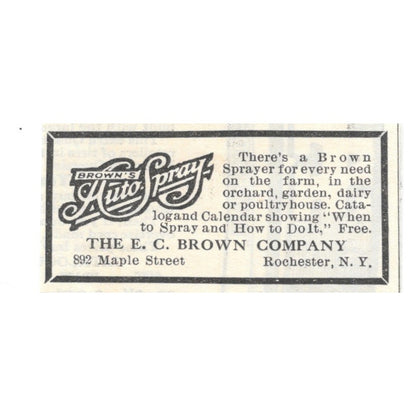 BROWN'S
Auto Spray
There's a Brown
Sprayer for every need
on the farm, in the
orchard, garden, dairy
or poultryhouse. Cata-
log and Calendar showing "When
to Spray and How to Do It," Free.
THE E. C. BROWN COMPANY
892 Maple Street Rochester, N. Y.